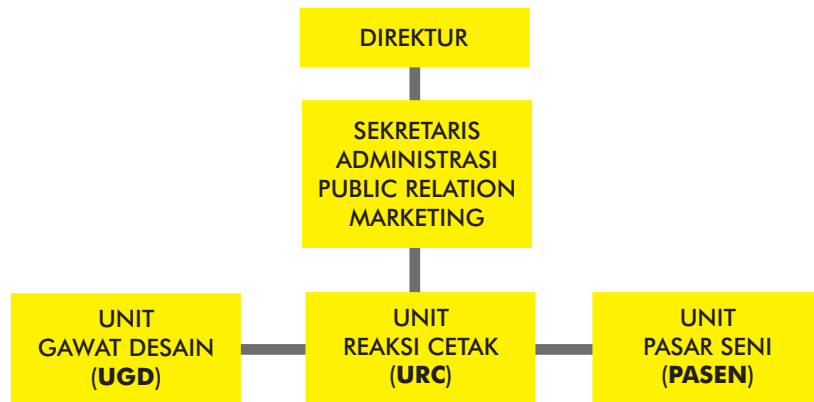 DIREKTUR
SEKRETARIS
ADMINISTRASI
PUBLIC RELATION
MARKETING
UNIT
GAWAT DESAIN
(UGD)
UNIT
REAKSI CETAK
(URC)
UNIT
PASAR SENI
(PASEN)